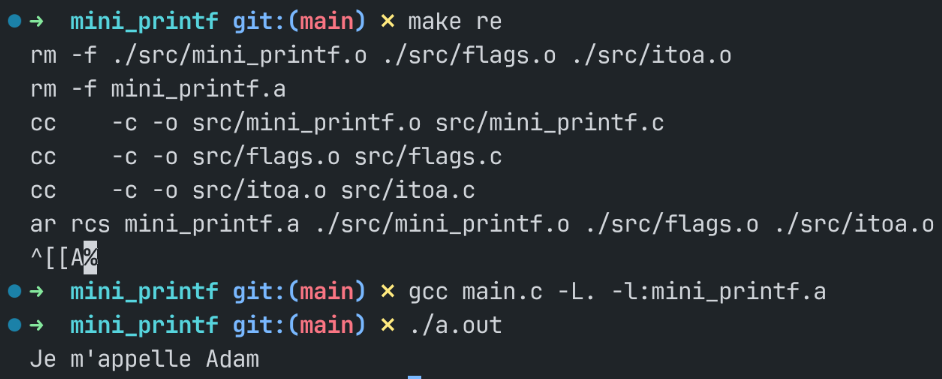 ➜ mini_printf git:(main) ✗ make re
rm -f ./src/mini_printf.o ./src/flags.o ./src/itoa.o
rm -f mini_printf.a
cc    -c -o src/mini_printf.o src/mini_printf.c
cc    -c -o src/flags.o src/flags.c
cc    -c -o src/itoa.o src/itoa.c
ar rcs mini_printf.a ./src/mini_printf.o ./src/flags.o ./src/itoa.o
^[[A%
➜ mini_printf git:(main) ✗ gcc main.c -L. -l:mini_printf.a
➜ mini_printf git:(main) ✗ ./a.out
Je m'appelle Adam